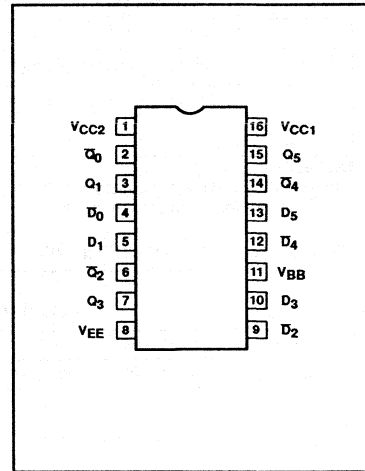 VCC2 1 16 VCC1
Q̅0 2 15 Q5
Q1 3 14 Q̅4
D̅0 4 13 D5
D1 5 12 D̅4
Q̅2 6 11 VBB
Q3 7 10 D3
VEE 8 9 D̅2